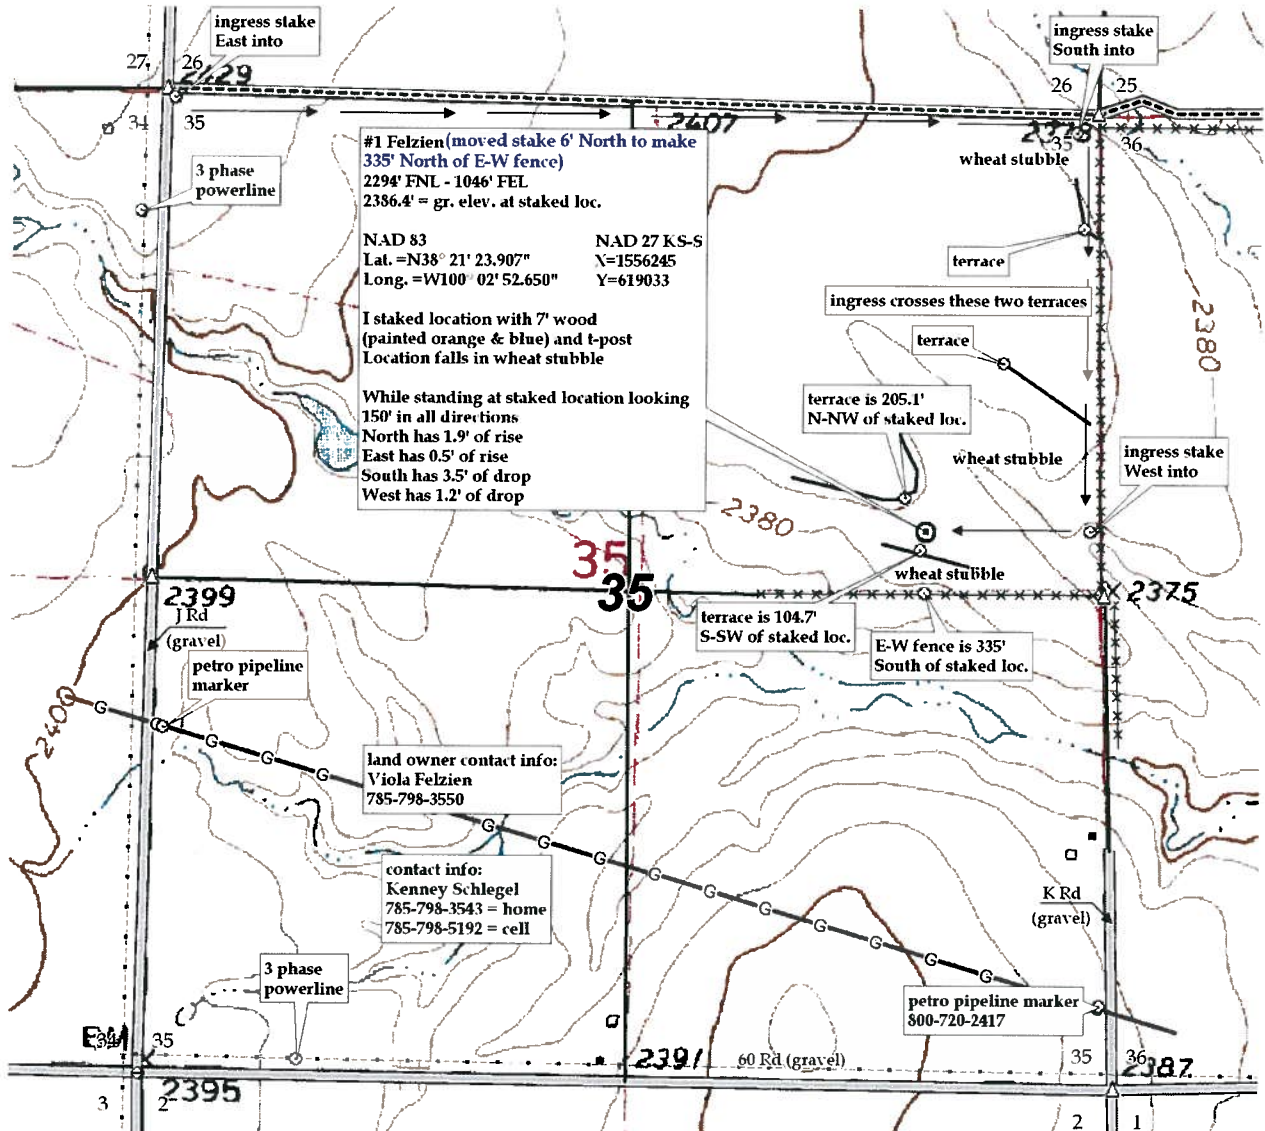 ingress stake
East into
ingress stake
South into
27
26
2429
26
25
34
35
2407
2378
35
36
#1 Felzien (moved stake 6' North to make
335' North of E-W fence)
2294' FNL - 1046' FEL
2386.4' = gr. elev. at staked loc.
NAD 83
NAD 27 KS-S
Lat. =N38° 21' 23.907"
X=1556245
Long. =W100° 02' 52.650"
Y=619033
I staked location with 7' wood
(painted orange & blue) and t-post
Location falls in wheat stubble
While standing at staked location looking
150' in all directions
North has 1.9' of rise
East has 0.5' of rise
South has 3.5' of drop
West has 1.2' of drop
3 phase
powerline
wheat stubble
terrace
ingress crosses these two terraces
terrace
2380
terrace is 205.1'
N-NW of staked loc.
wheat stubble
ingress stake
West into
2380
35
35
wheat stubble
2399
2375
J Rd
(gravel)
terrace is 104.7'
S-SW of staked loc.
E-W fence is 335'
South of staked loc.
petro pipeline
marker
2400
G
G
G
G
land owner contact info:
Viola Felzien
785-798-3550
G
G
G
G
G
G
G
G
G
G
contact info:
Kenney Schlegel
785-798-3543 = home
785-798-5192 = cell
K Rd
(gravel)
3 phase
powerline
petro pipeline marker
800-720-2417
35
2391
60 Rd (gravel)
35
36
2387
2395
3
2
2
1